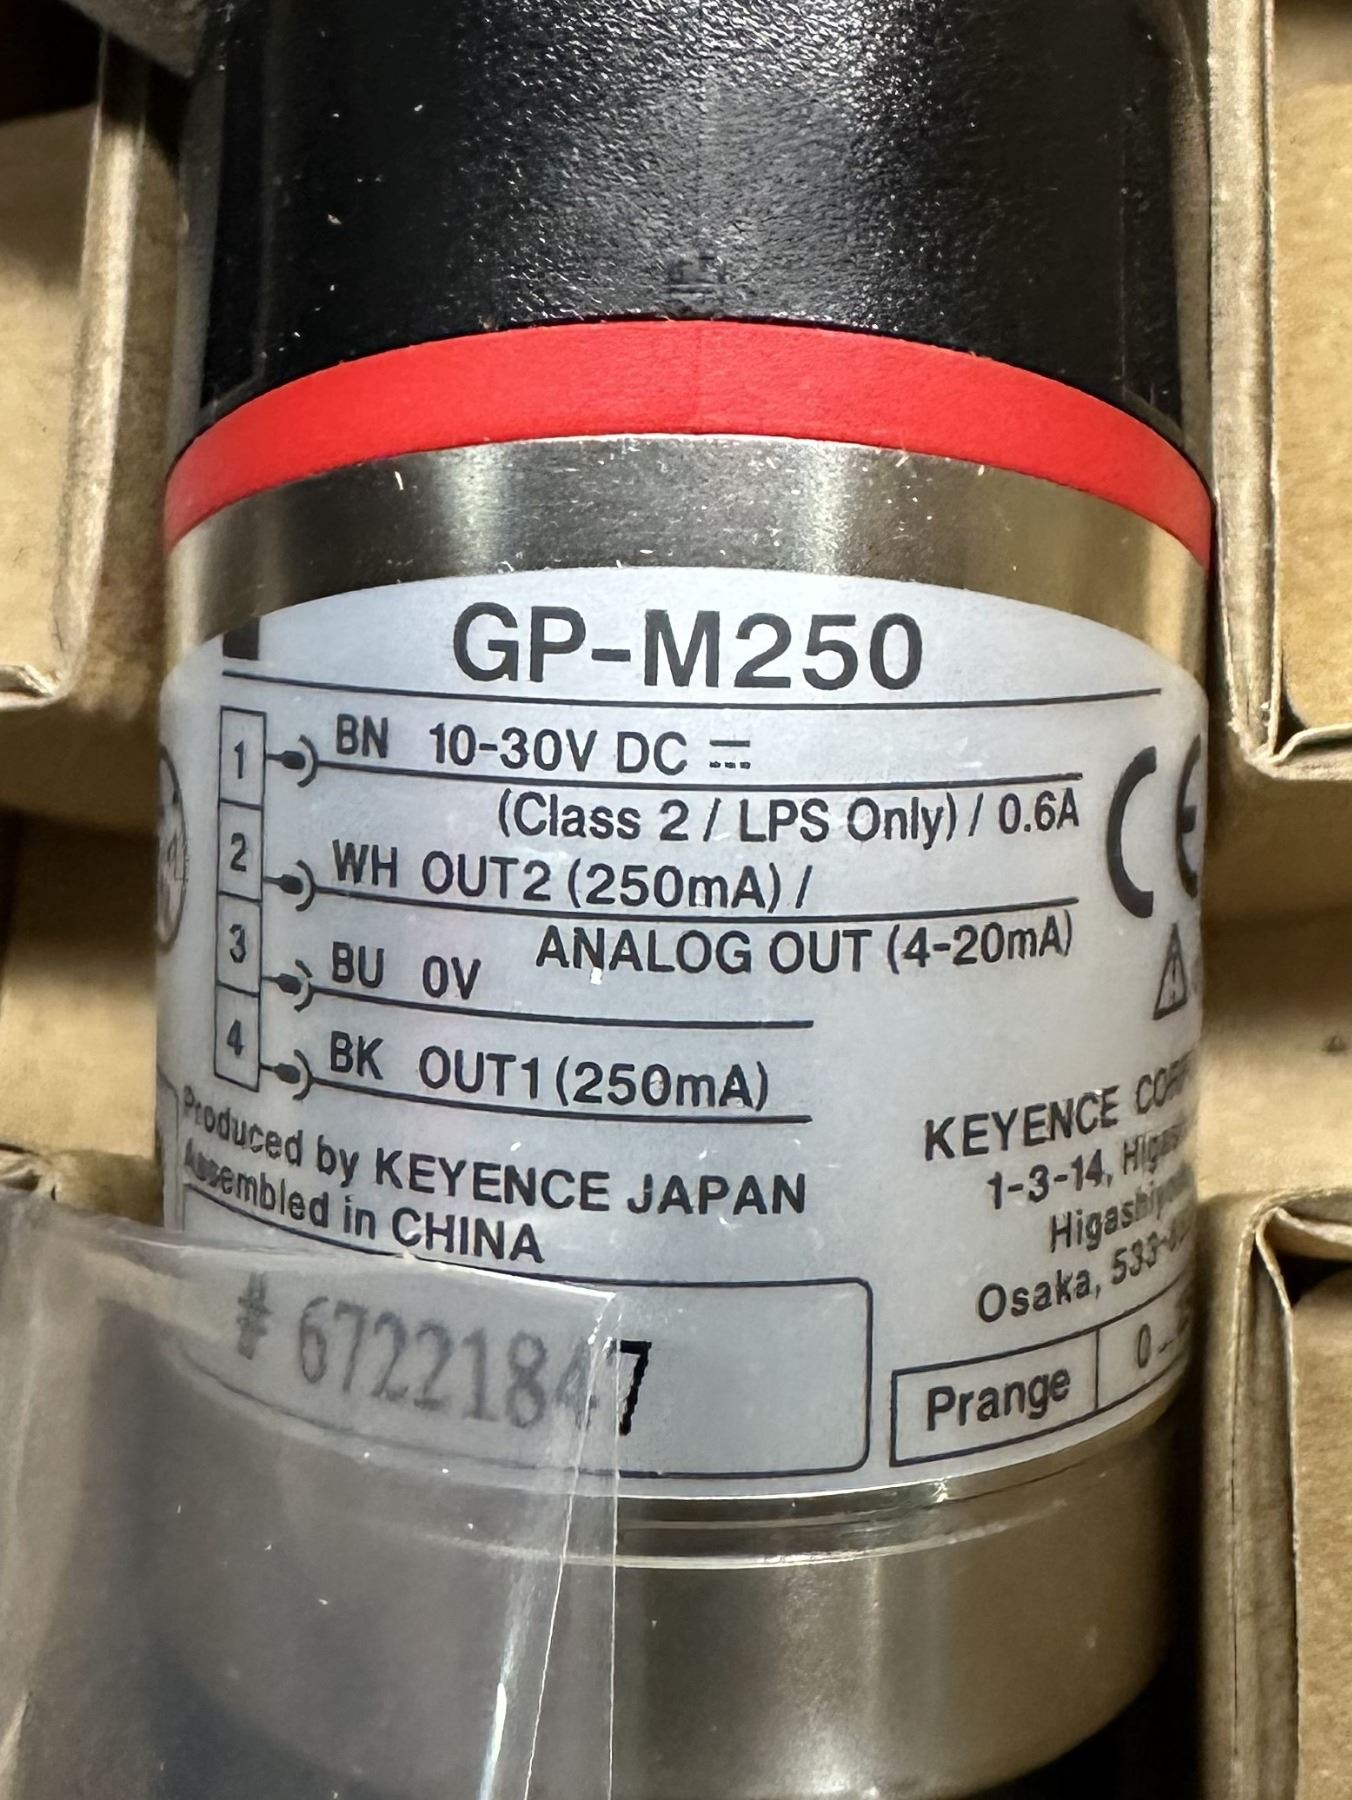 GP-M250
1 BN 10-30V DC ⎓
(Class 2 / LPS Only) / 0.6A
2 WH OUT2 (250mA) /
ANALOG OUT (4-20mA)
3 BU 0V
4 BK OUT1 (250mA)
CE
Produced by KEYENCE JAPAN
Assembled in CHINA
# 67221847
KEYENCE
1-3-14,
Osaka,
Prange